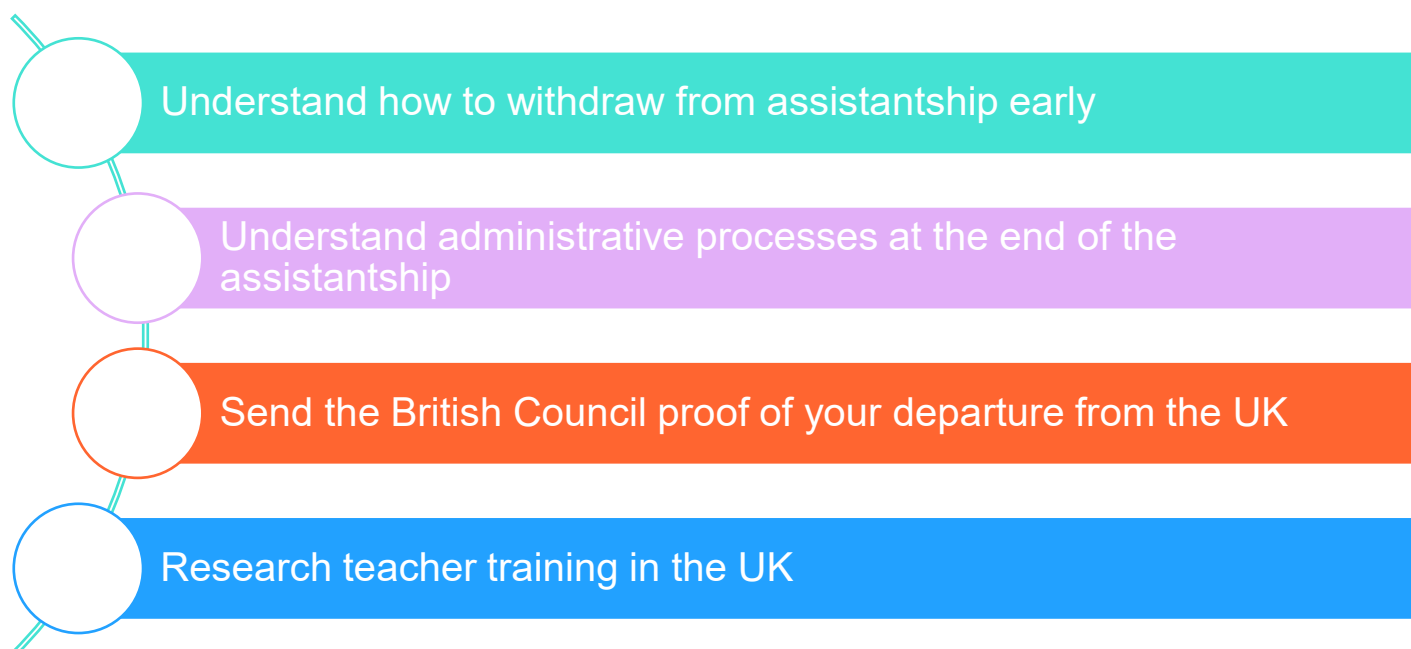 Understand how to withdraw from assistantship early
Understand administrative processes at the end of the
assistantship
Send the British Council proof of your departure from the UK
Research teacher training in the UK